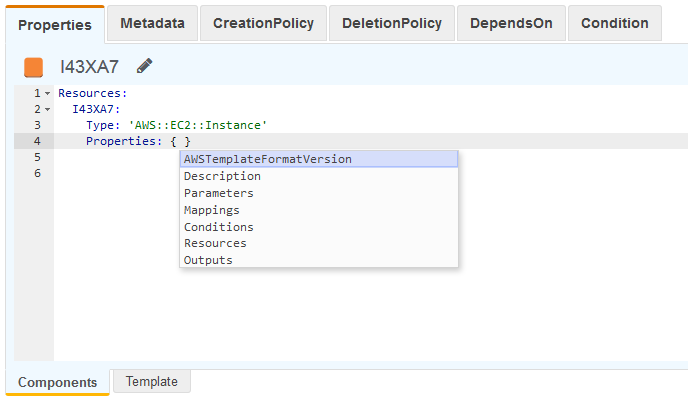 Properties Metadata CreationPolicy DeletionPolicy DependsOn Condition
I43XA7
1 Resources:
2 I43XA7:
3 Type: 'AWS::EC2::Instance'
4 Properties: { }
5
6
AWSTemplateFormatVersion
Description
Parameters
Mappings
Conditions
Resources
Outputs
Components Template